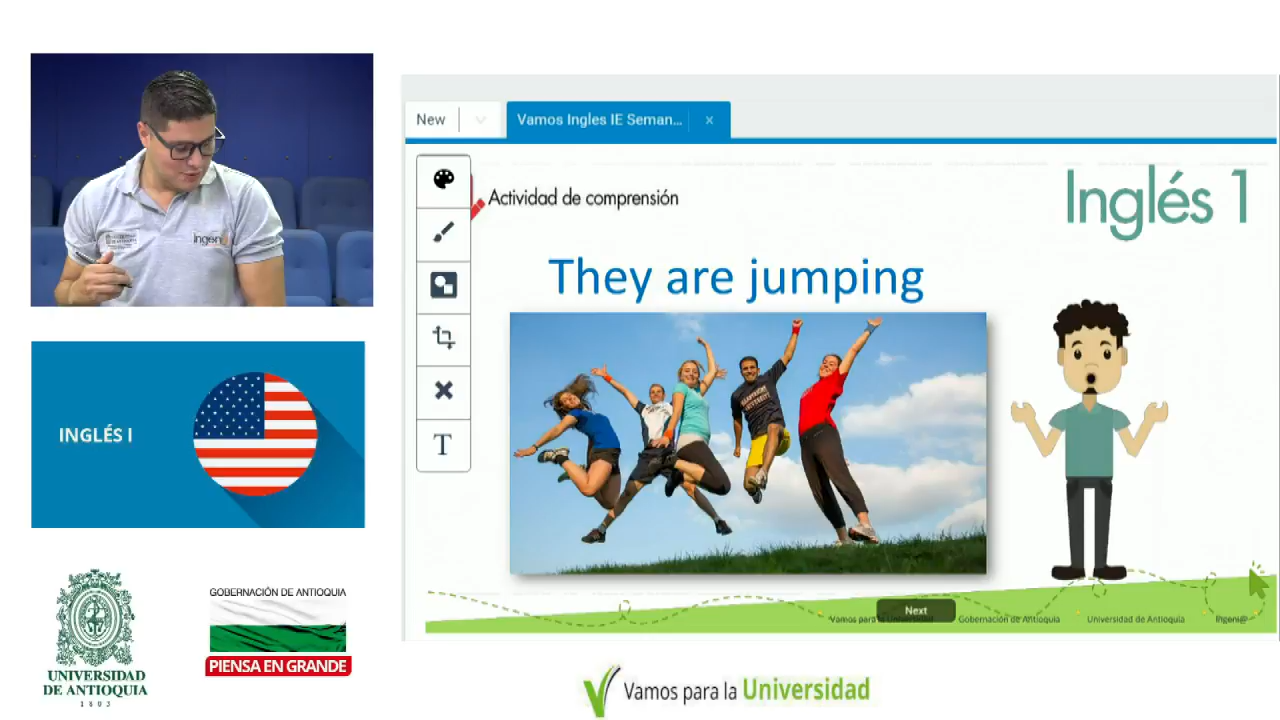 New
Vamos Ingles IE Seman...
Actividad de comprensión
Inglés 1
They are jumping
INGLÉS I
Next
Vamos para la Universidad
Gobernación de Antioquia
Universidad de Antioquia
Ingeni@
UNIVERSIDAD
DE ANTIOQUIA
1803
GOBERNACIÓN DE ANTIOQUIA
PIENSA EN GRANDE
Vamos para la Universidad
T